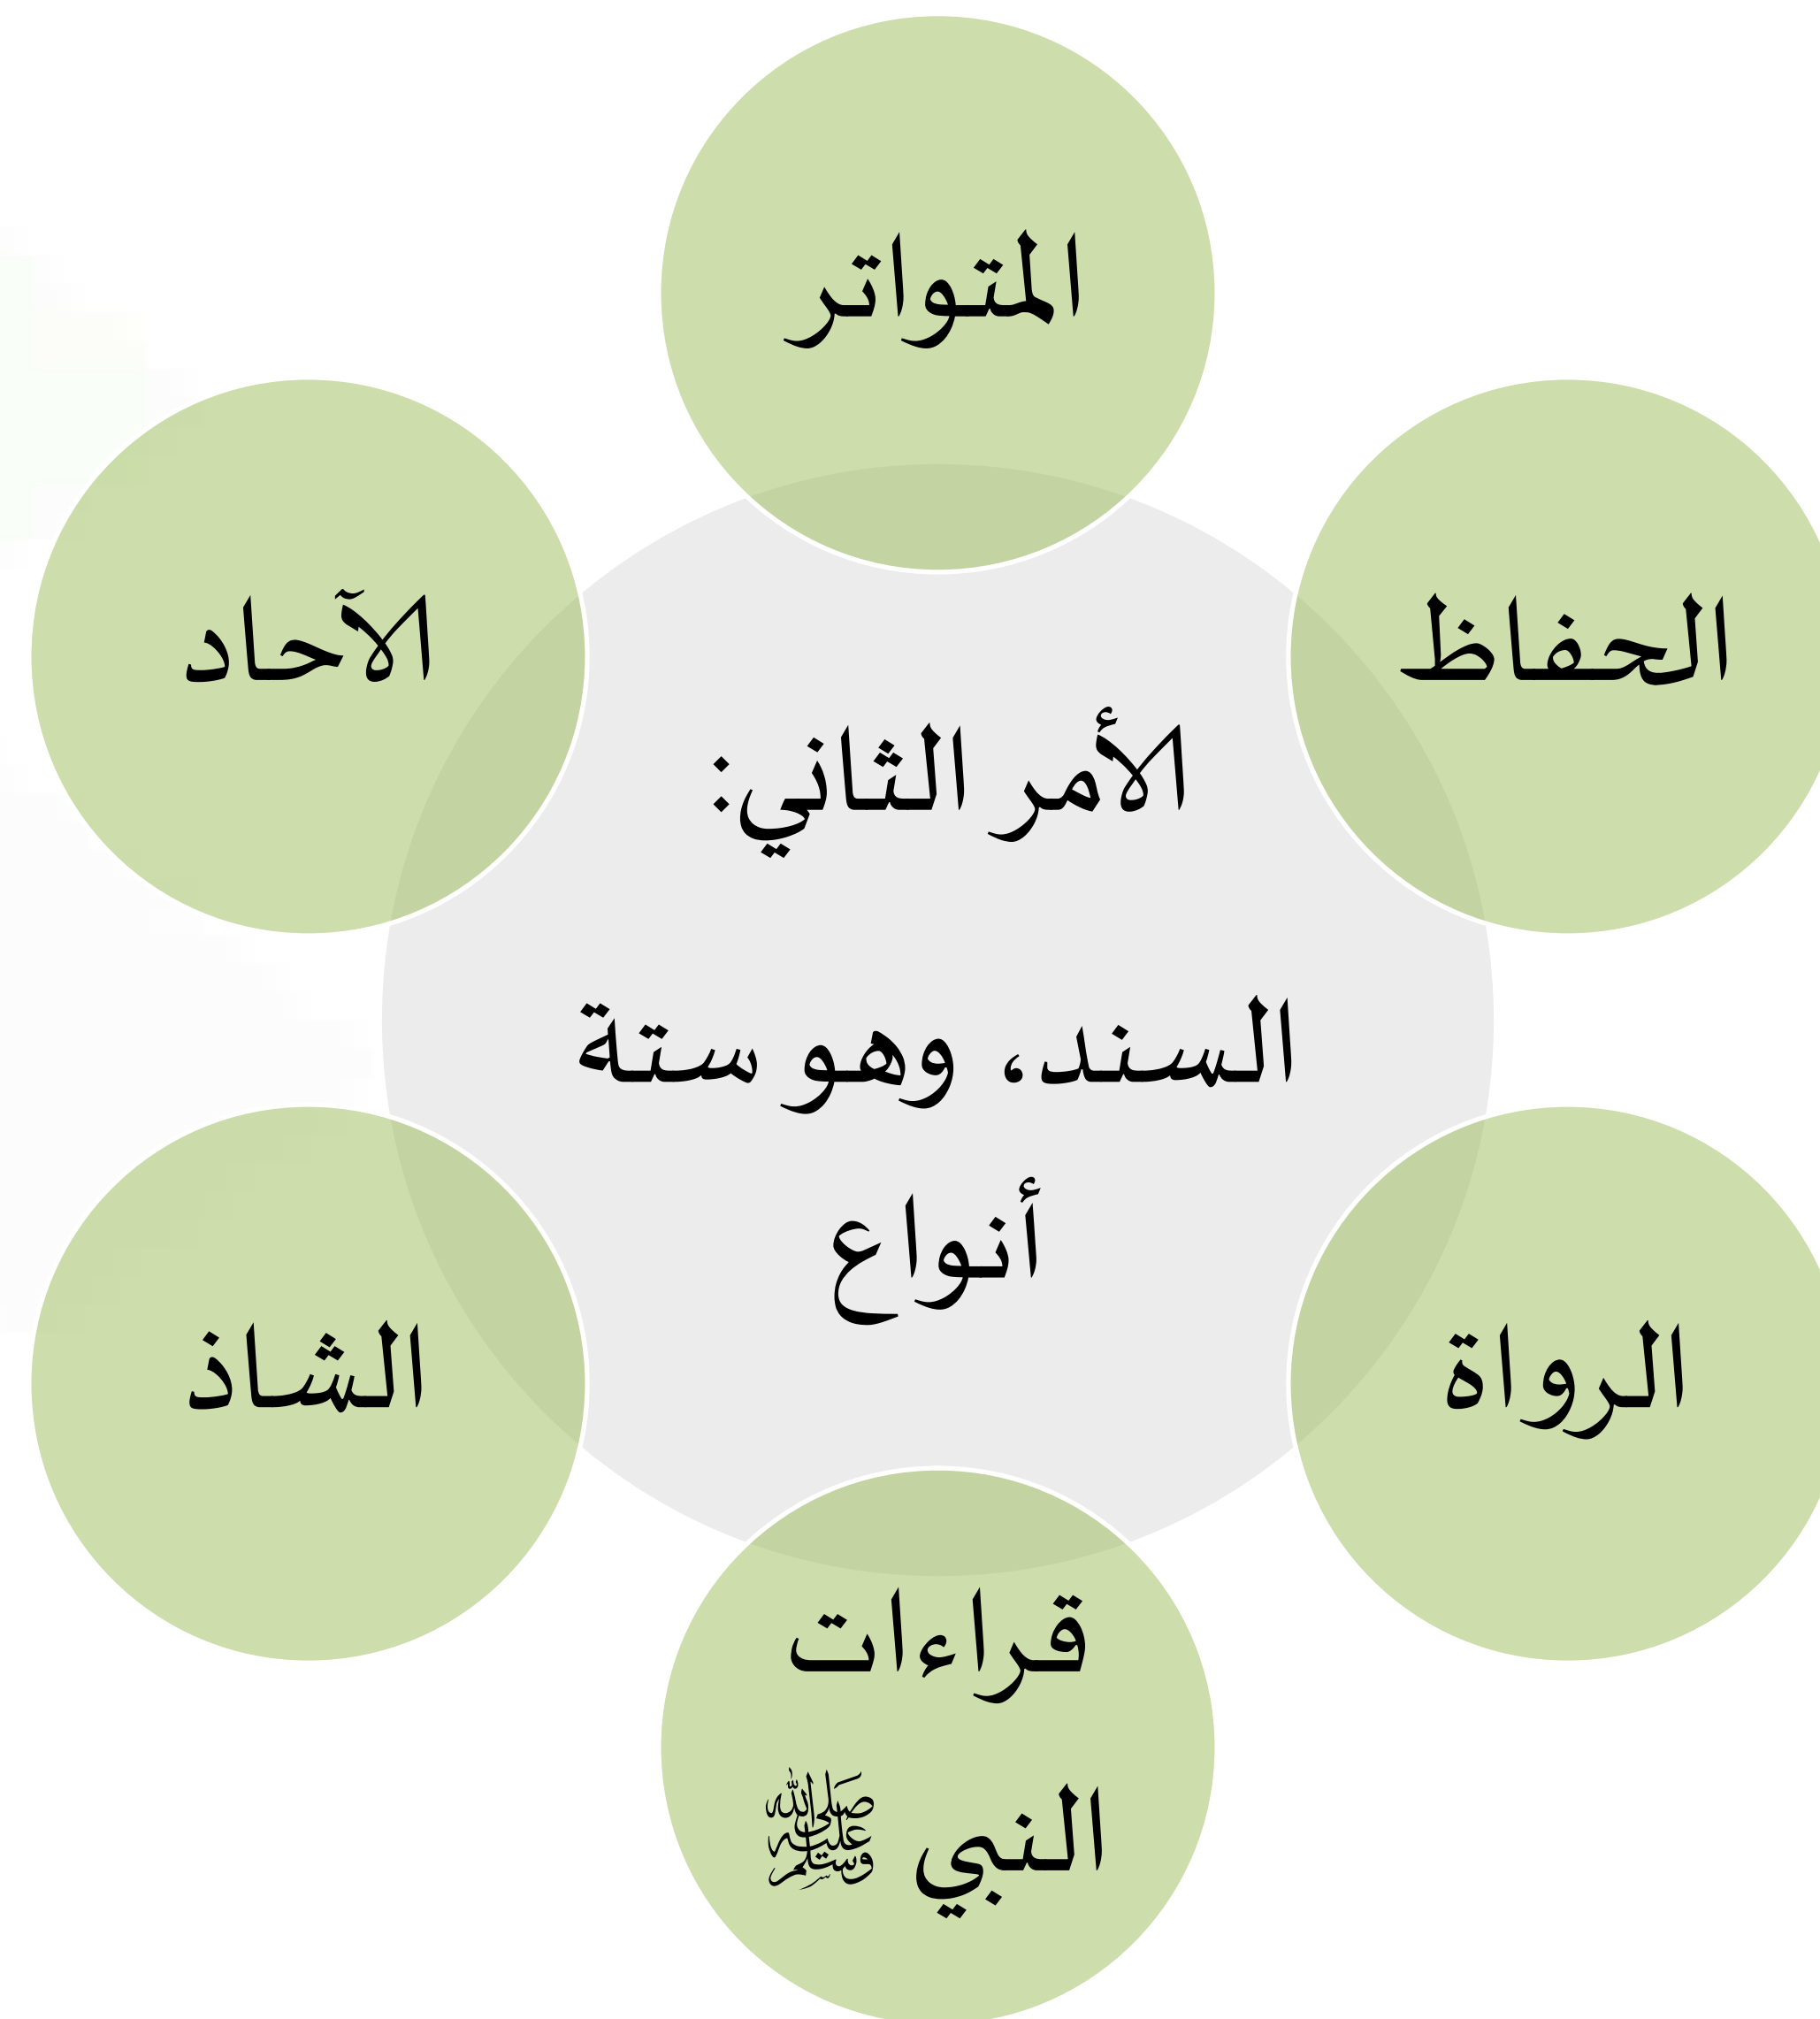 المتواتر
الحفاظ
الآحاد
الأمر الثاني:
السند، وهو ستة
أنواع
الرواة
الشاذ
قراءات
النبي ﷺ